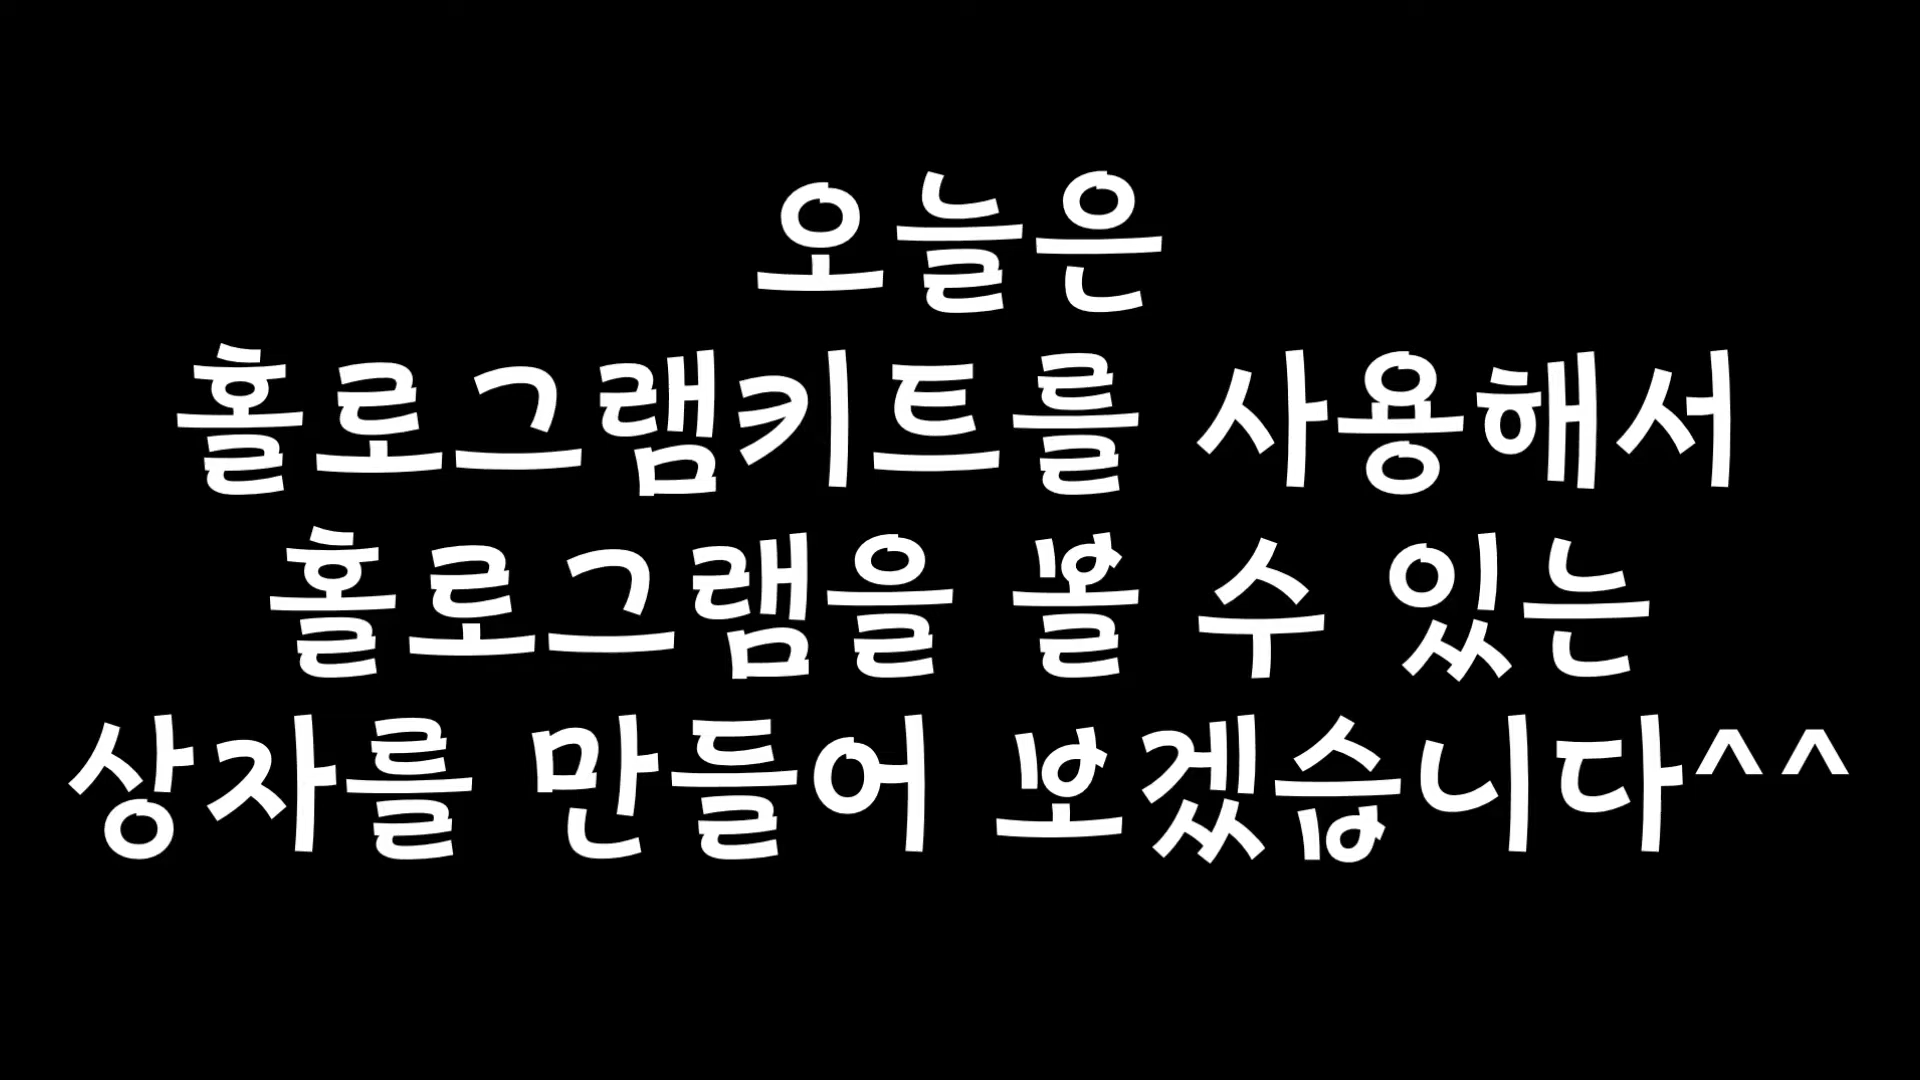 오늘은
홀로그램키트를 사용해서
홀로그램을 볼 수 있는
상자를 만들어 보겠습니다^^